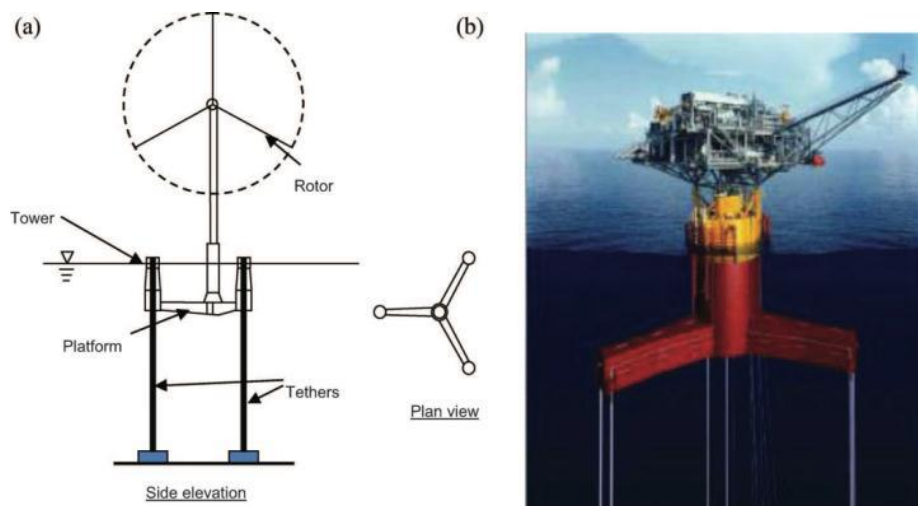 (a)
(b)
Rotor
Tower
Platform
Tethers
Plan view
Side elevation